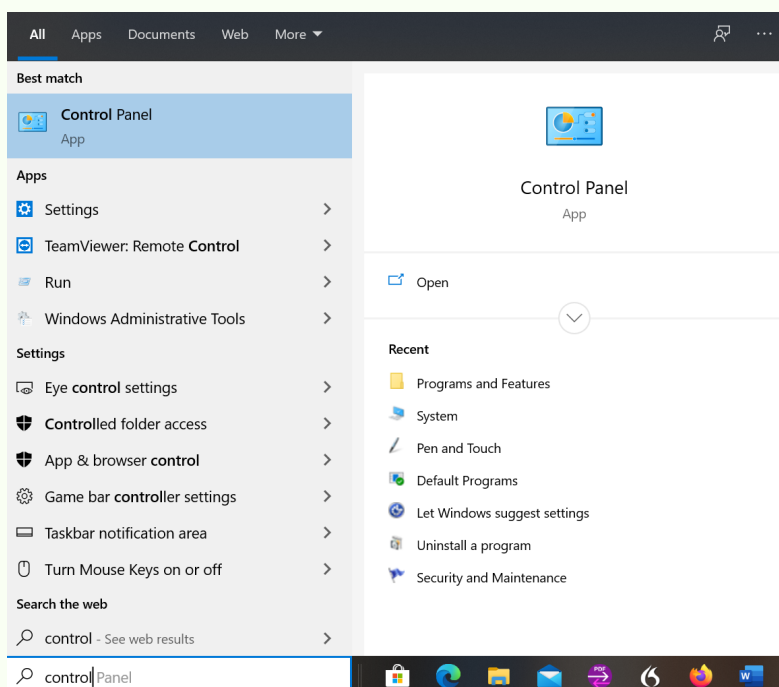 All Apps Documents Web More
Best match
Control Panel
App
Apps
Settings
TeamViewer: Remote Control
Run
Windows Administrative Tools
Settings
Eye control settings
Controlled folder access
App & browser control
Game bar controller settings
Taskbar notification area
Turn Mouse Keys on or off
Search the web
control - See web results
control Panel
Control Panel
App
Open
Recent
Programs and Features
System
Pen and Touch
Default Programs
Let Windows suggest settings
Uninstall a program
Security and Maintenance
PDF
W